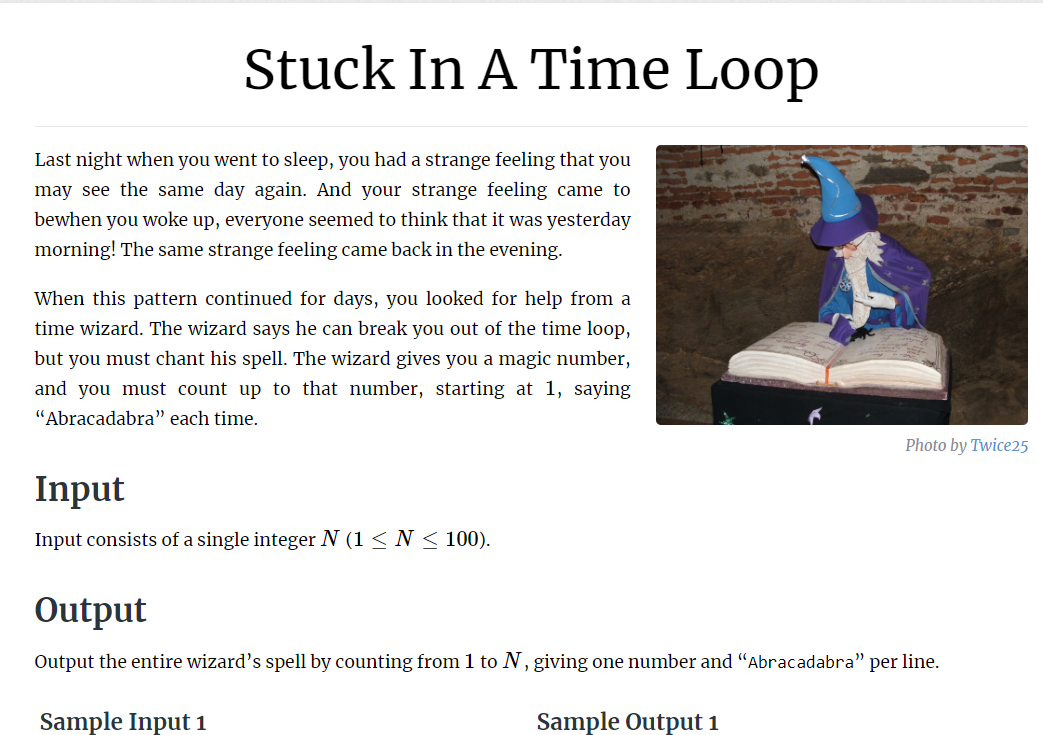 Stuck In A Time Loop
Last night when you went to sleep, you had a strange feeling that you
may see the same day again. And your strange feeling came to
bewhen you woke up, everyone seemed to think that it was yesterday
morning! The same strange feeling came back in the evening.
When this pattern continued for days, you looked for help from a
time wizard. The wizard says he can break you out of the time loop,
but you must chant his spell. The wizard gives you a magic number,
and you must count up to that number, starting at 1, saying
“Abracadabra” each time.
Photo by Twice25
Input
Input consists of a single integer N (1 ≤ N ≤ 100).
Output
Output the entire wizard’s spell by counting from 1 to N, giving one number and “Abracadabra” per line.
Sample Input 1
Sample Output 1